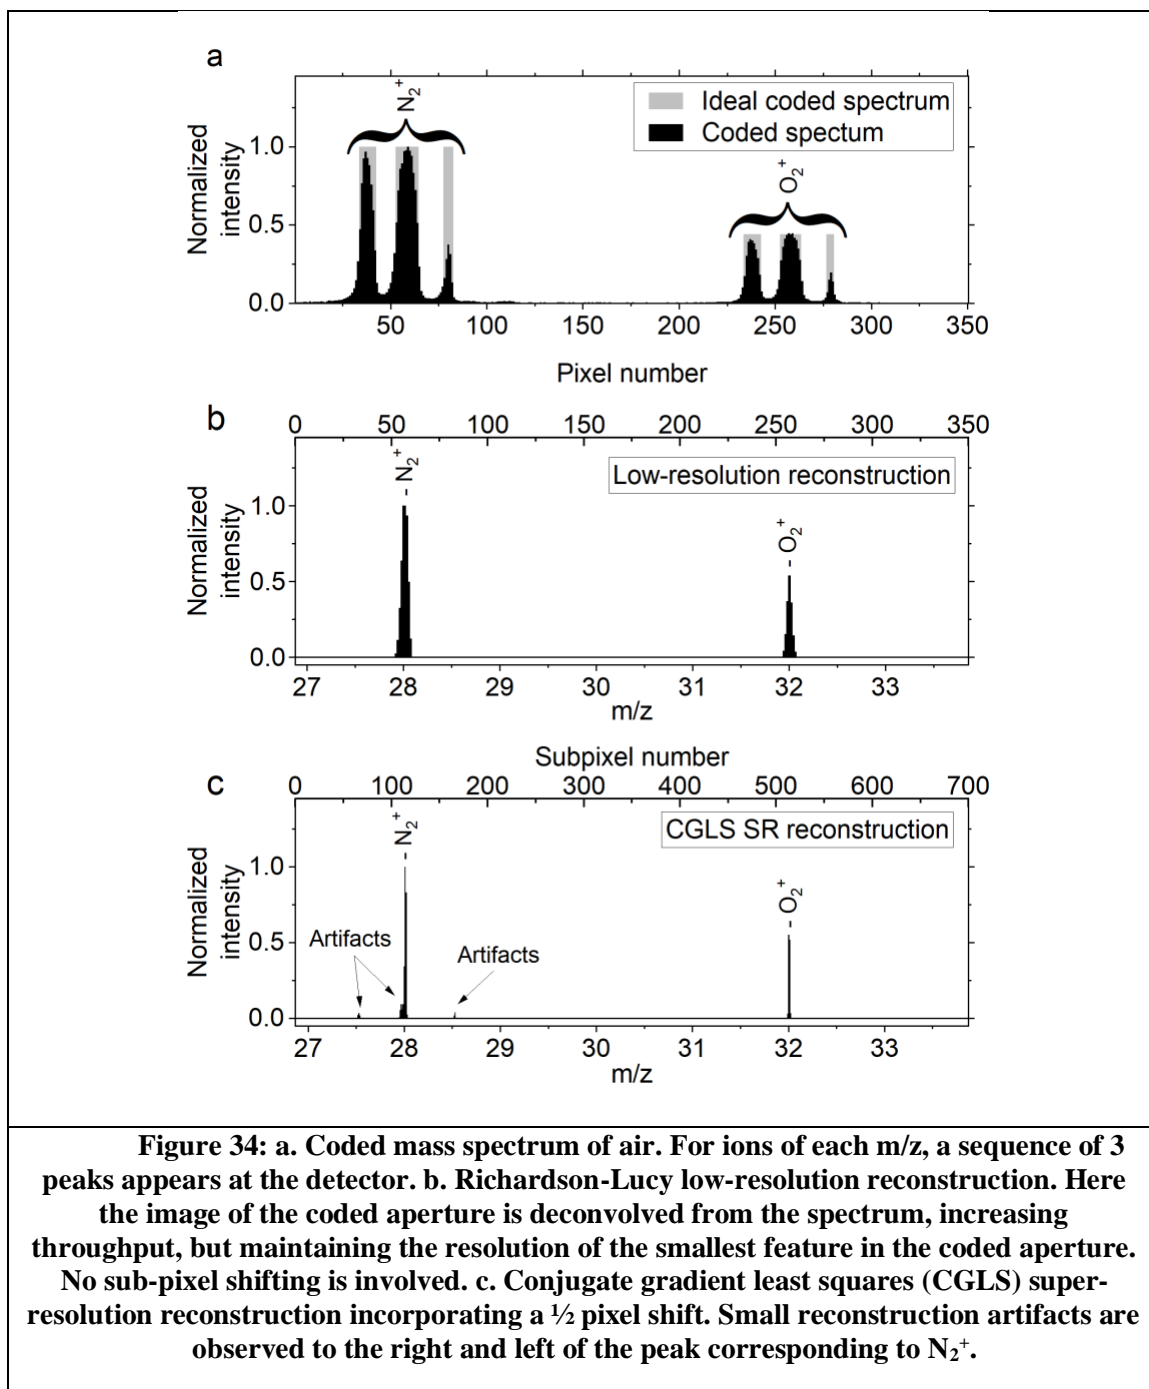 a
Ideal coded spectrum
Coded spectum
N₂⁺
O₂⁺
Normalized
intensity
1.0
0.5
0.0
50 100 150 200 250 300 350
Pixel number
b
0 50 100 150 200 250 300 350
Low-resolution reconstruction
- N₂⁺
- O₂⁺
Normalized
intensity
1.0
0.5
0.0
27 28 29 30 31 32 33
m/z
Subpixel number
c
0 100 200 300 400 500 600 700
CGLS SR reconstruction
- N₂⁺
- O₂⁺
Normalized
intensity
1.0
0.5
0.0
Artifacts
Artifacts
27 28 29 30 31 32 33
m/z
Figure 34: a. Coded mass spectrum of air. For ions of each m/z, a sequence of 3
peaks appears at the detector. b. Richardson-Lucy low-resolution reconstruction. Here
the image of the coded aperture is deconvolved from the spectrum, increasing
throughput, but maintaining the resolution of the smallest feature in the coded aperture.
No sub-pixel shifting is involved. c. Conjugate gradient least squares (CGLS) super-
resolution reconstruction incorporating a ½ pixel shift. Small reconstruction artifacts are
observed to the right and left of the peak corresponding to N₂⁺.